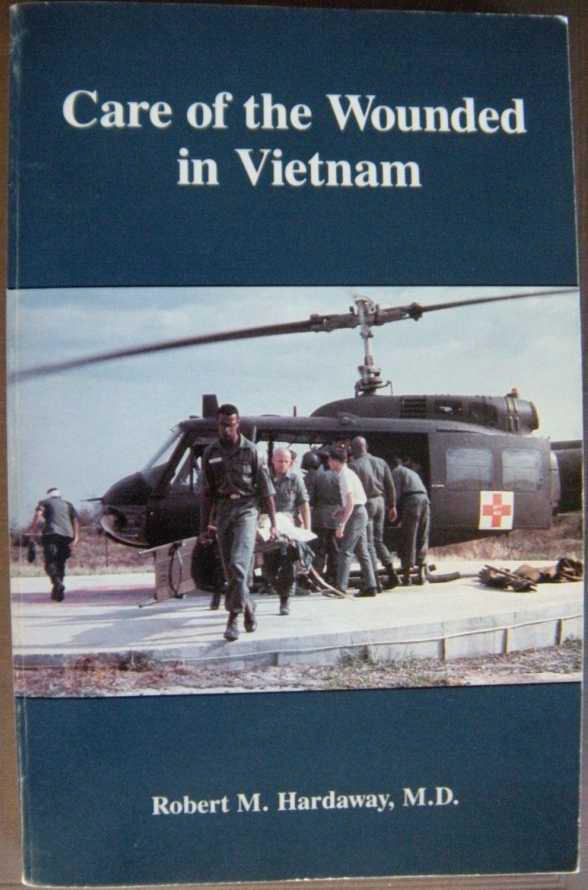 Care of the Wounded
in Vietnam
Robert M. Hardaway, M.D.